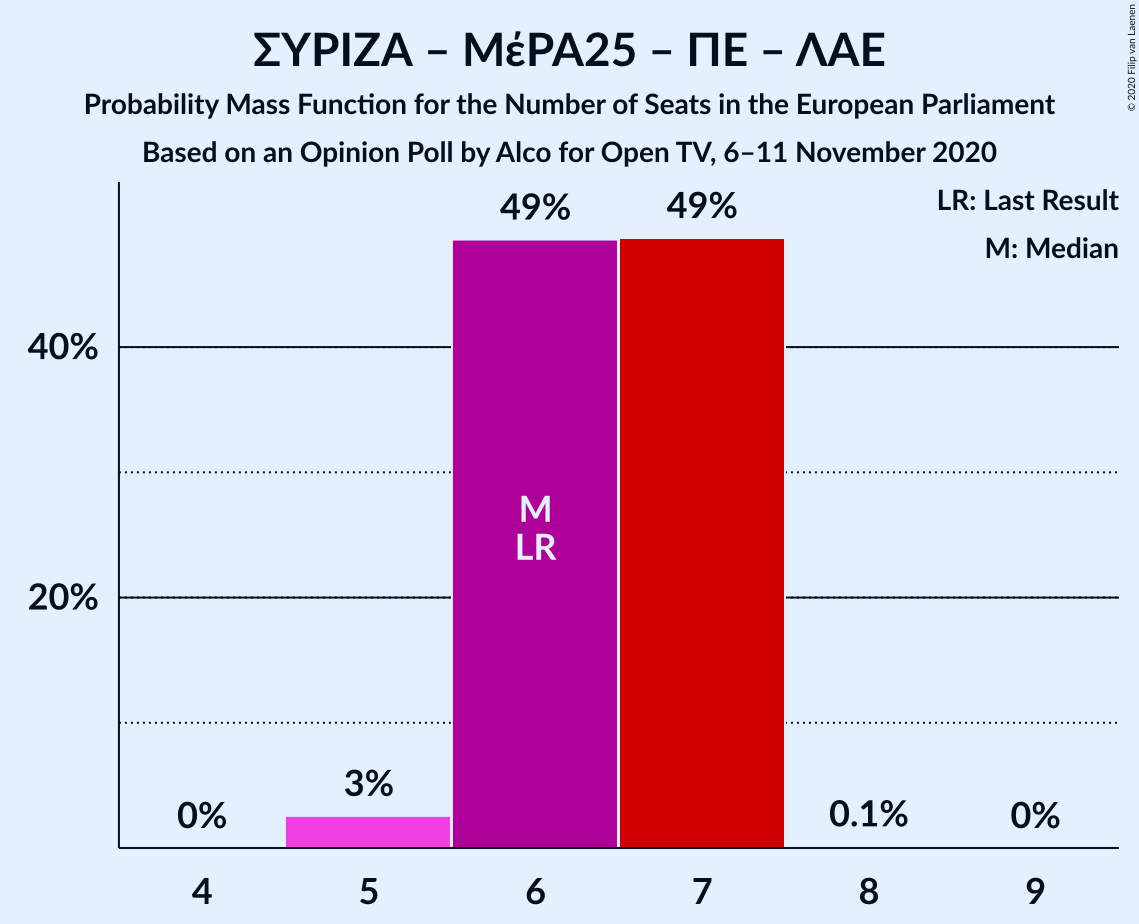 ΣΥΡΙΖΑ – ΜέΡΑ25 – ΠΕ – ΛΑΕ
Probability Mass Function for the Number of Seats in the European Parliament
Based on an Opinion Poll by Alco for Open TV, 6–11 November 2020
© 2020 Filip van Laenen
LR: Last Result
M: Median
49%
49%
40%
M
LR
20%
3%
0%
0.1%
0%
4
5
6
7
8
9